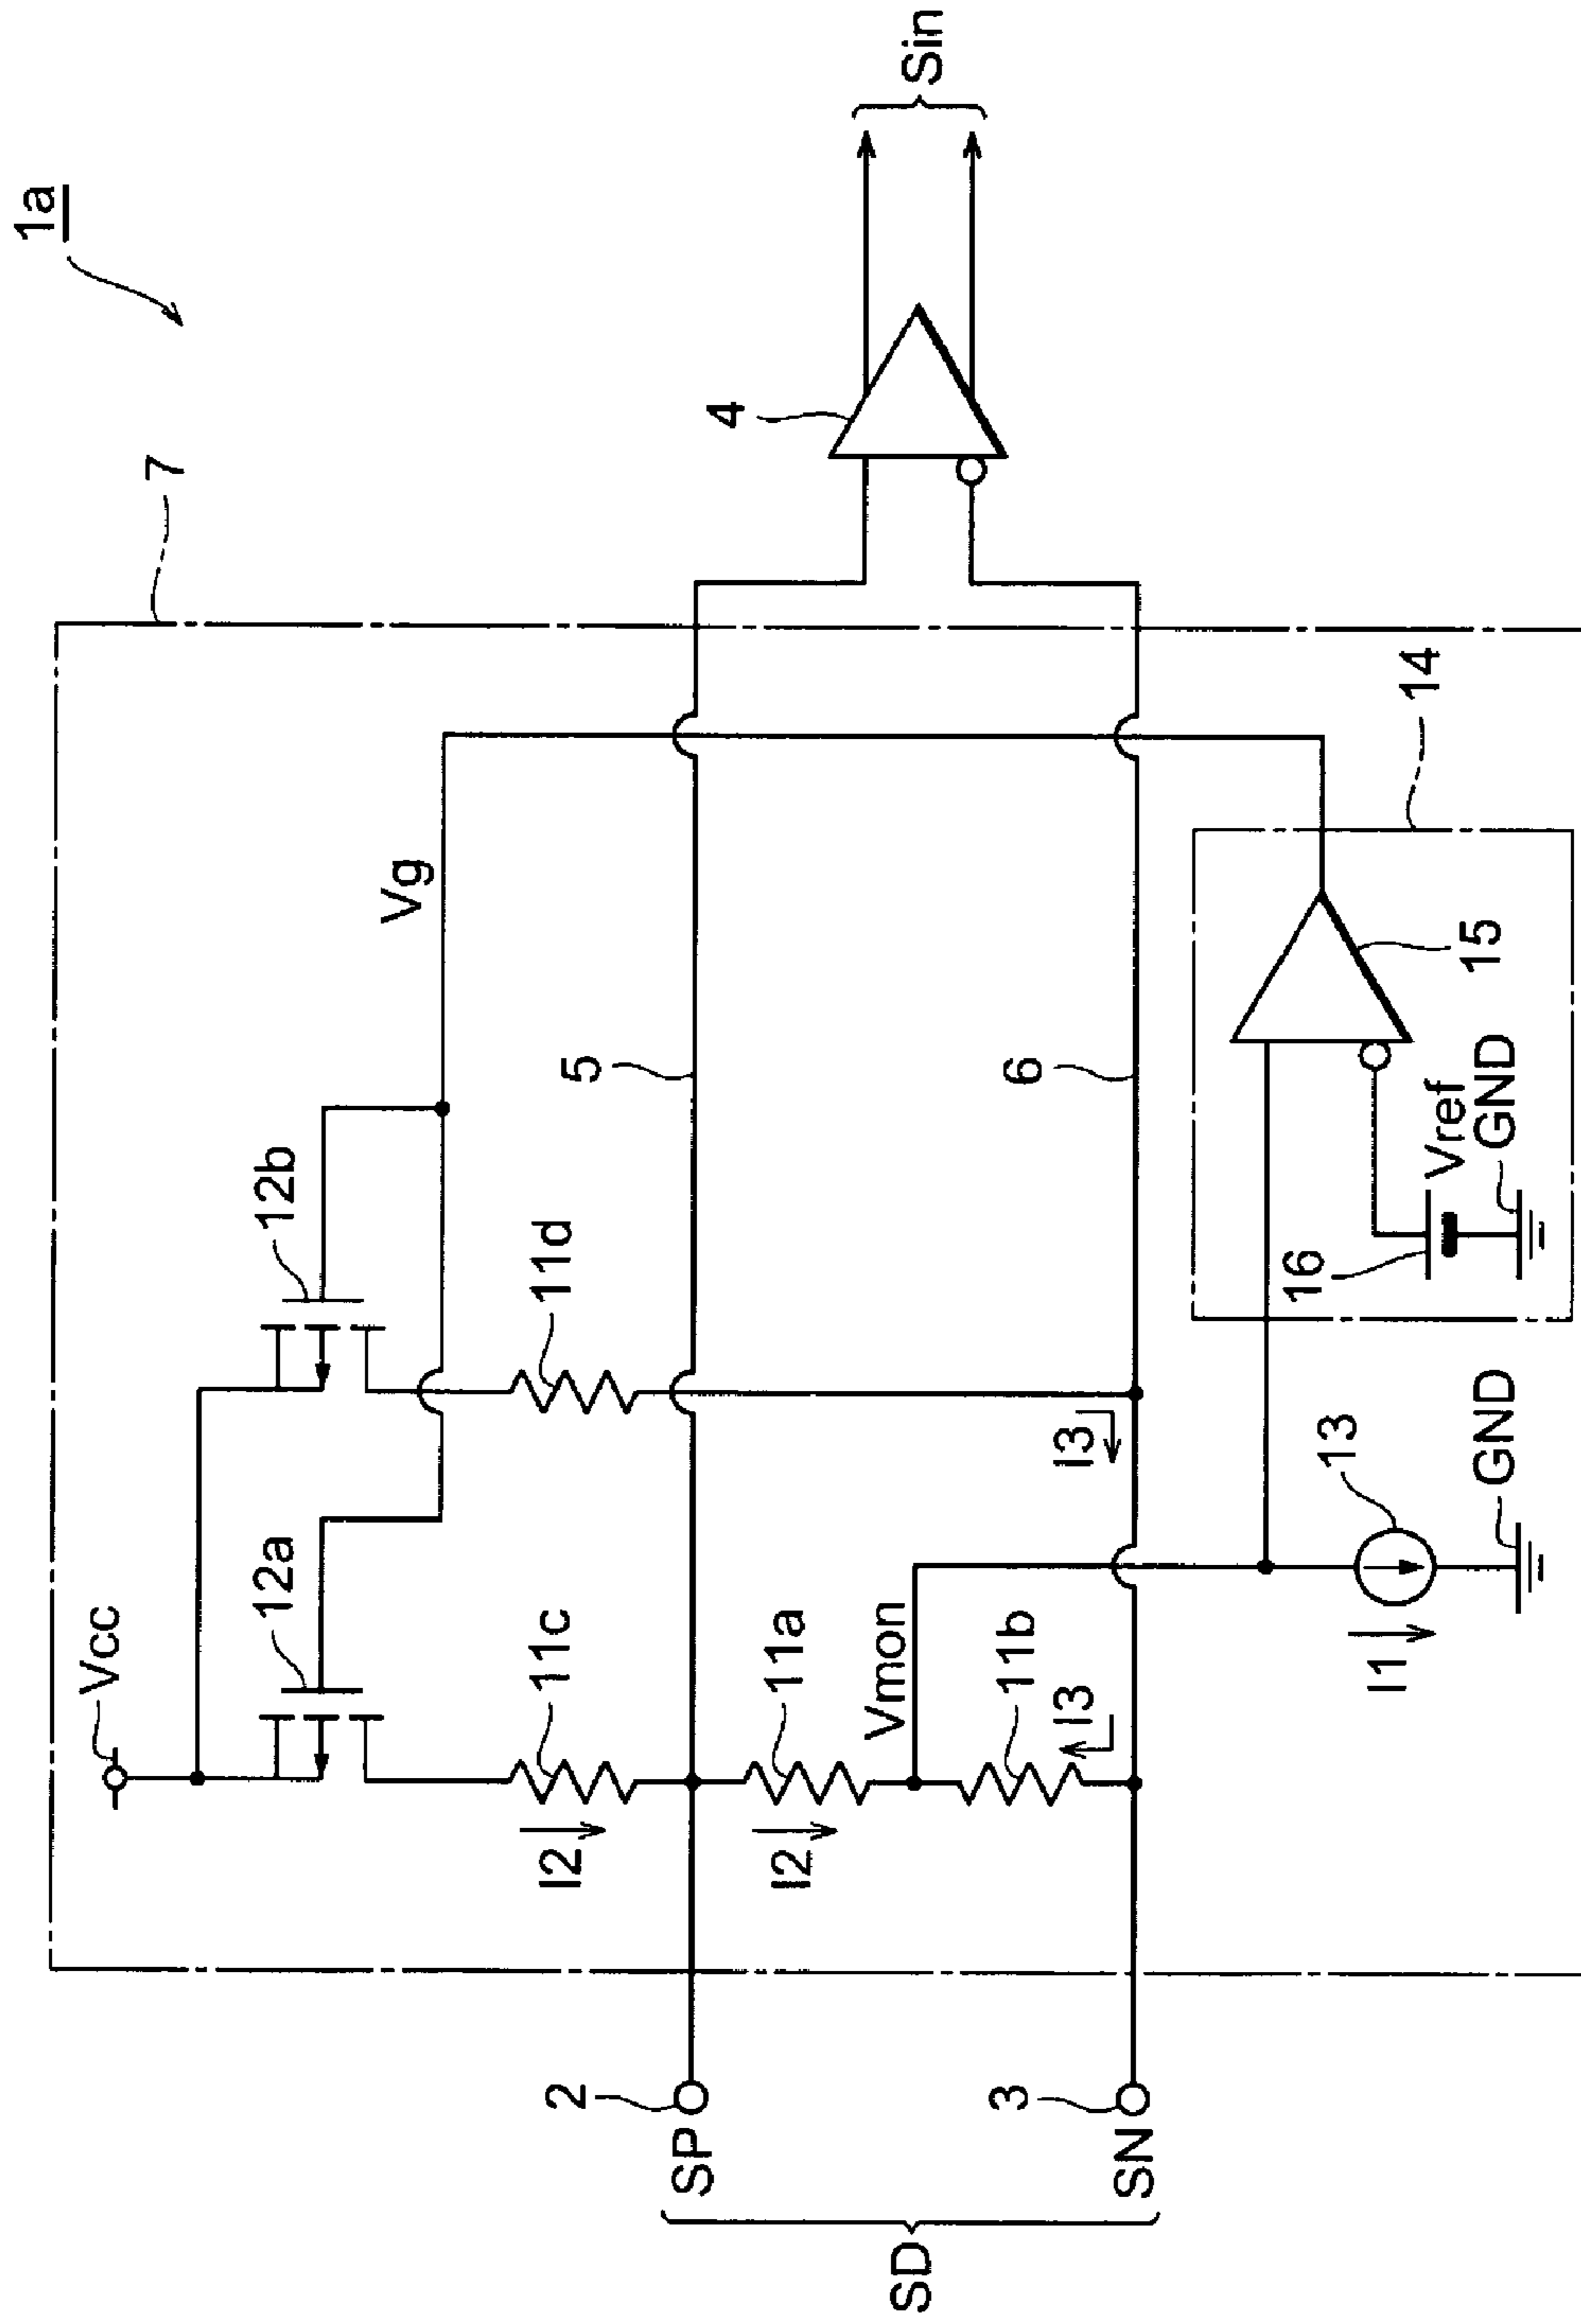 1a
7
Vcc
12a
12b
Vg
11c
11d
I2
5
4
Sin
2
SP
I2
11a
Vmon
11b
I3
I3
6
SD
3
SN
14
I1
13
GND
16
Vref
GND
15